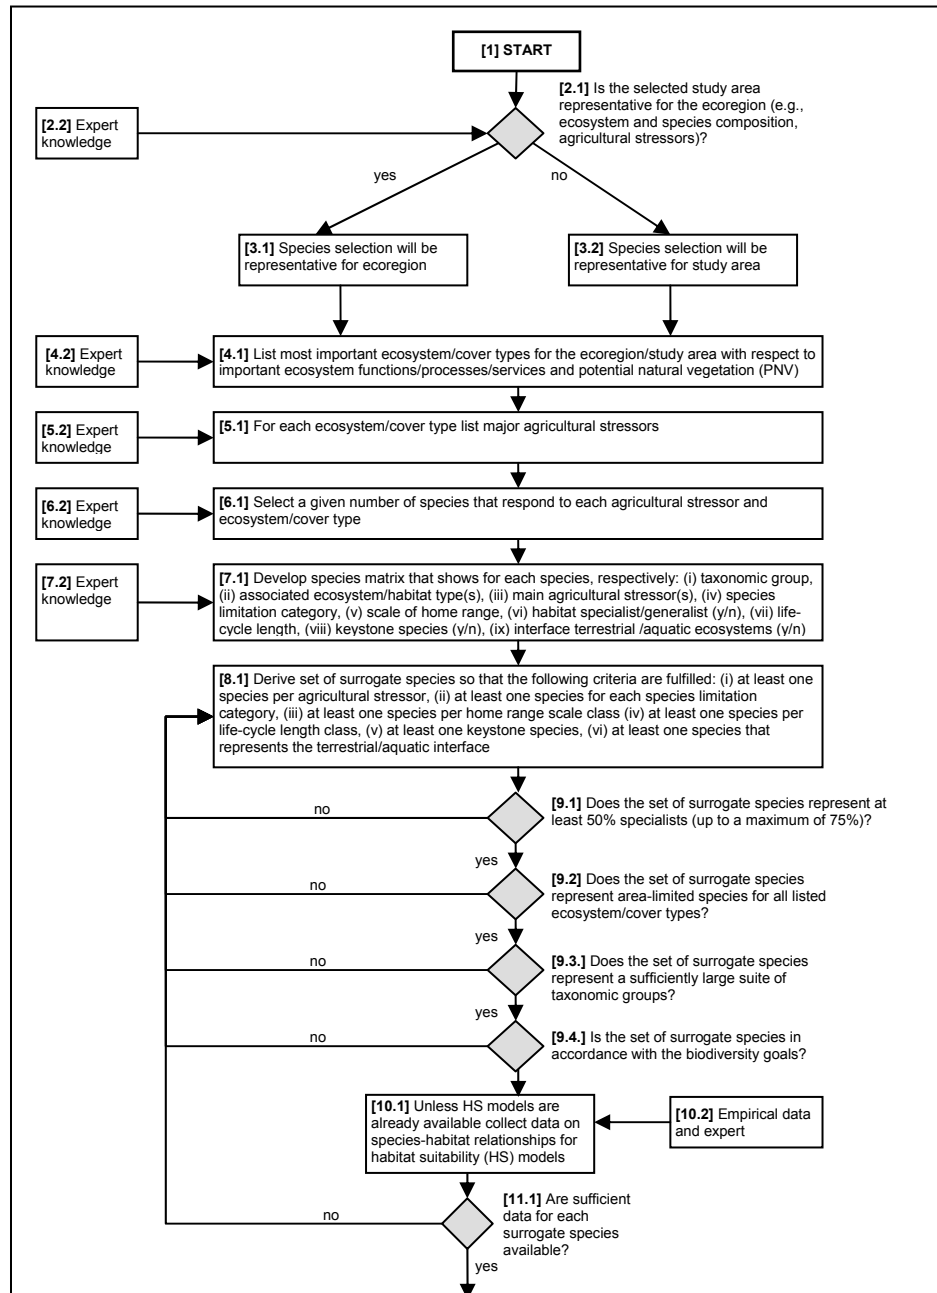 [1] START
[2.1] Is the selected study area
representative for the ecoregion (e.g.,
ecosystem and species composition,
agricultural stressors)?
[2.2] Expert
knowledge
yes
no
[3.1] Species selection will be
representative for ecoregion
[3.2] Species selection will be
representative for study area
[4.2] Expert
knowledge
[4.1] List most important ecosystem/cover types for the ecoregion/study area with respect to
important ecosystem functions/processes/services and potential natural vegetation (PNV)
[5.2] Expert
knowledge
[5.1] For each ecosystem/cover type list major agricultural stressors
[6.2] Expert
knowledge
[6.1] Select a given number of species that respond to each agricultural stressor and
ecosystem/cover type
[7.2] Expert
knowledge
[7.1] Develop species matrix that shows for each species, respectively: (i) taxonomic group,
(ii) associated ecosystem/habitat type(s), (iii) main agricultural stressor(s), (iv) species
limitation category, (v) scale of home range, (vi) habitat specialist/generalist (y/n), (vii) life-
cycle length, (viii) keystone species (y/n), (ix) interface terrestrial /aquatic ecosystems (y/n)
[8.1] Derive set of surrogate species so that the following criteria are fulfilled: (i) at least one
species per agricultural stressor, (ii) at least one species for each species limitation
category, (iii) at least one species per home range scale class (iv) at least one species per
life-cycle length class, (v) at least one keystone species, (vi) at least one species that
represents the terrestrial/aquatic interface
no
[9.1] Does the set of surrogate species represent at
least 50% specialists (up to a maximum of 75%)?
yes
no
[9.2] Does the set of surrogate species
represent area-limited species for all listed
ecosystem/cover types?
yes
no
[9.3.] Does the set of surrogate species
represent a sufficiently large suite of
taxonomic groups?
yes
no
[9.4.] Is the set of surrogate species in
accordance with the biodiversity goals?
[10.1] Unless HS models are
already available collect data on
species-habitat relationships for
habitat suitability (HS) models
[10.2] Empirical data
and expert
no
[11.1] Are sufficient
data for each
surrogate species
available?
yes